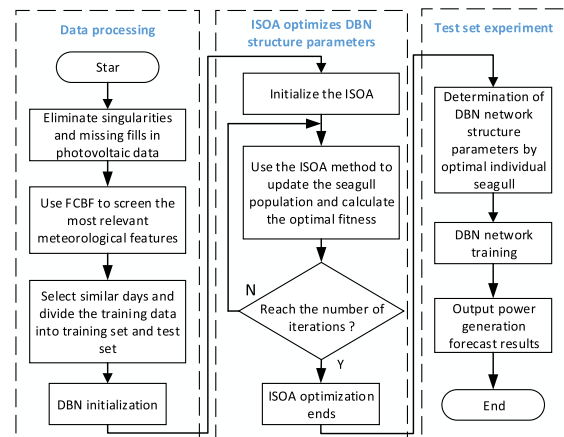 Data processing
Star
Eliminate singularities
and missing fills in
photovoltaic data
Use FCBF to screen the
most relevant
meteorological features
Select similar days and
divide the training data
into training set and test
set
DBN initialization
ISOA optimizes DBN
structure parameters
Initialize the ISOA
Use the ISOA method to
update the seagull
population and calculate
the optimal fitness
N
Reach the number of
iterations ?
Y
ISOA optimization
ends
Test set experiment
Determination of
DBN network
structure
parameters by
optimal individual
seagull
DBN network
training
Output power
generation
forecast results
End